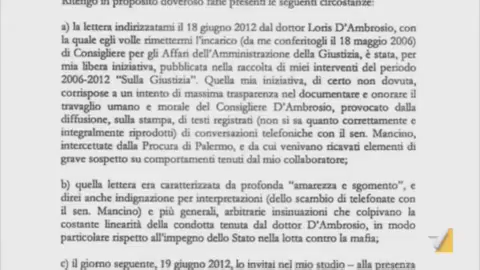 Ritengo in proposito doveroso farle presenti le seguenti circostanze:
a) la lettera indirizzatami il 18 giugno 2012 dal dottor Loris D'Ambrosio, con
la quale egli volle rimettermi l'incarico (da me conferitogli il 18 maggio 2006)
di Consigliere per gli Affari dell'Amministrazione della Giustizia, è stata, per
mia libera iniziativa, pubblicata nella raccolta di miei interventi del periodo
2006-2012 "Sulla Giustizia". Quella mia iniziativa, di certo non dovuta,
corrispose a un intento di massima trasparenza nel documentare e onorare il
travaglio umano e morale del Consigliere D'Ambrosio, provocato dalla
diffusione, sulla stampa, di testi registrati (non si sa quanto correttamente e
integralmente riprodotti) di conversazioni telefoniche con il sen. Mancino,
intercettate dalla Procura di Palermo, e da cui venivano ricavati elementi di
grave sospetto su comportamenti tenuti dal mio collaboratore;
b) quella lettera era caratterizzata da profonda "amarezza e sgomento", e
direi anche indignazione per interpretazioni (dello scambio di telefonate con
il sen. Mancino) e più generali, arbitrarie insinuazioni che colpivano la
costante linearità della condotta tenuta dal dottor D'Ambrosio, in modo
particolare rispetto all'impegno dello Stato nella lotta contro la mafia;
c) il giorno seguente, 19 giugno 2012, lo invitai nel mio studio – alla presenza